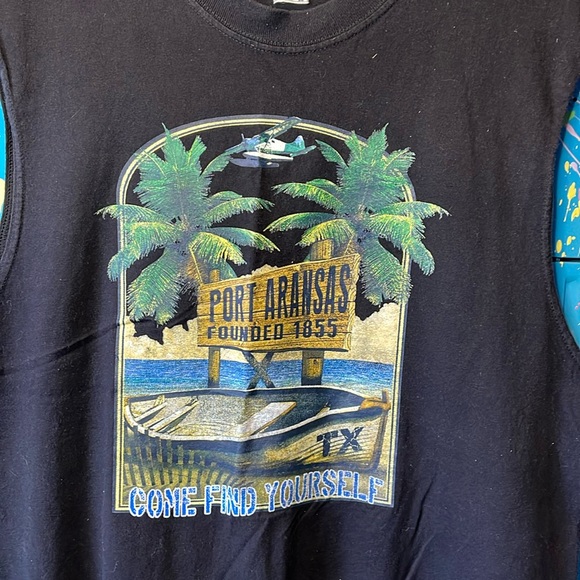 PORT ARANSAS
FOUNDED 1855
TX
COME FIND YOURSELF